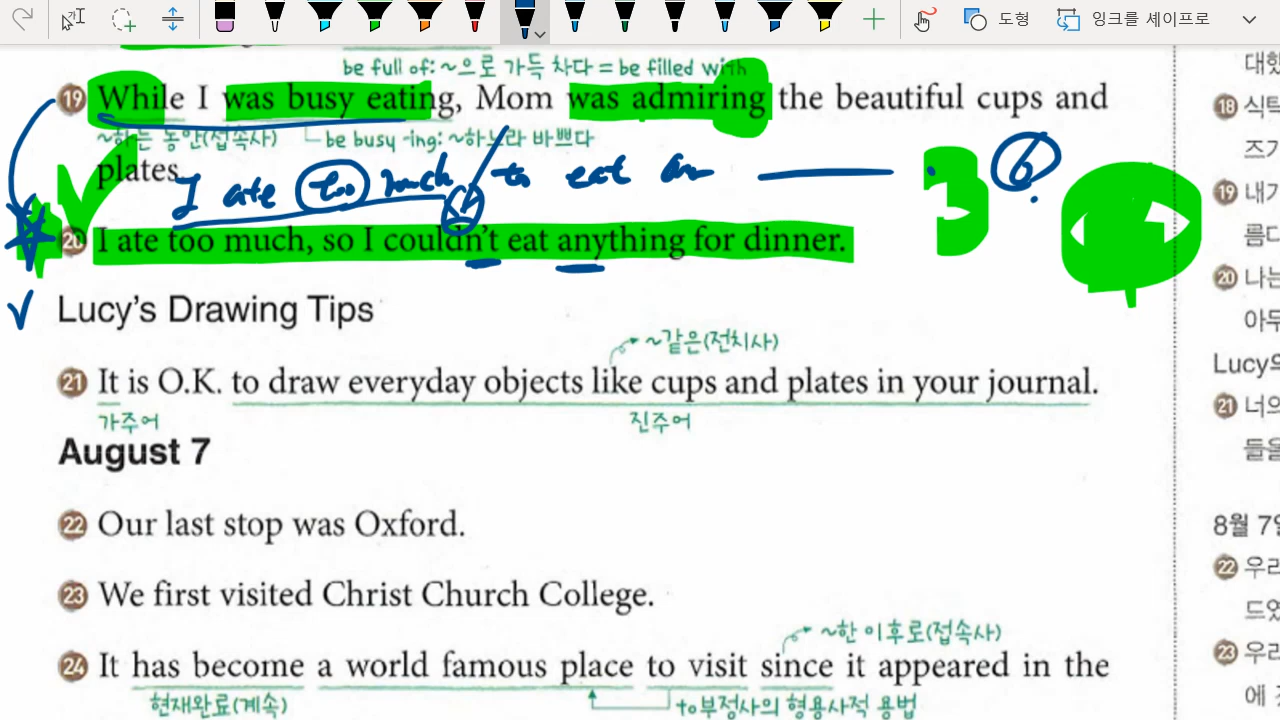 도형 잉크를 셰이프로
be full of: ~으로 가득 차다 = be filled with
⑲ While I was busy eating, Mom was admiring the beautiful cups and
~하는 동안(접속사) be busy -ing: ~하느라 바쁘다
plates.
I ate too much to eat an ⑥
⑳ I ate too much, so I couldn't eat anything for dinner.
Lucy's Drawing Tips
~같은(전치사)
㉑ It is O.K. to draw everyday objects like cups and plates in your journal.
가주어 진주어
August 7
㉒ Our last stop was Oxford.
㉓ We first visited Christ Church College.
~한 이후로(접속사)
㉔ It has become a world famous place to visit since it appeared in the
현재완료(계속) to부정사의 형용사적 용법
대했
⑱ 식탁
즈가
⑲ 내가
름다
⑳ 나는
아무
Lucy의
㉑ 너의
들을
8월 7일
㉒ 우리
드였
㉓ 우리
에 갔